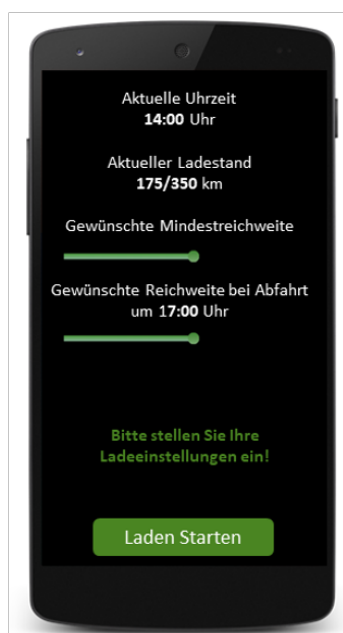 Aktuelle Uhrzeit
14:00 Uhr
Aktueller Ladestand
175/350 km
Gewünschte Mindestreichweite
Gewünschte Reichweite bei Abfahrt
um 17:00 Uhr
Bitte stellen Sie Ihre
Ladeeinstellungen ein!
Laden Starten